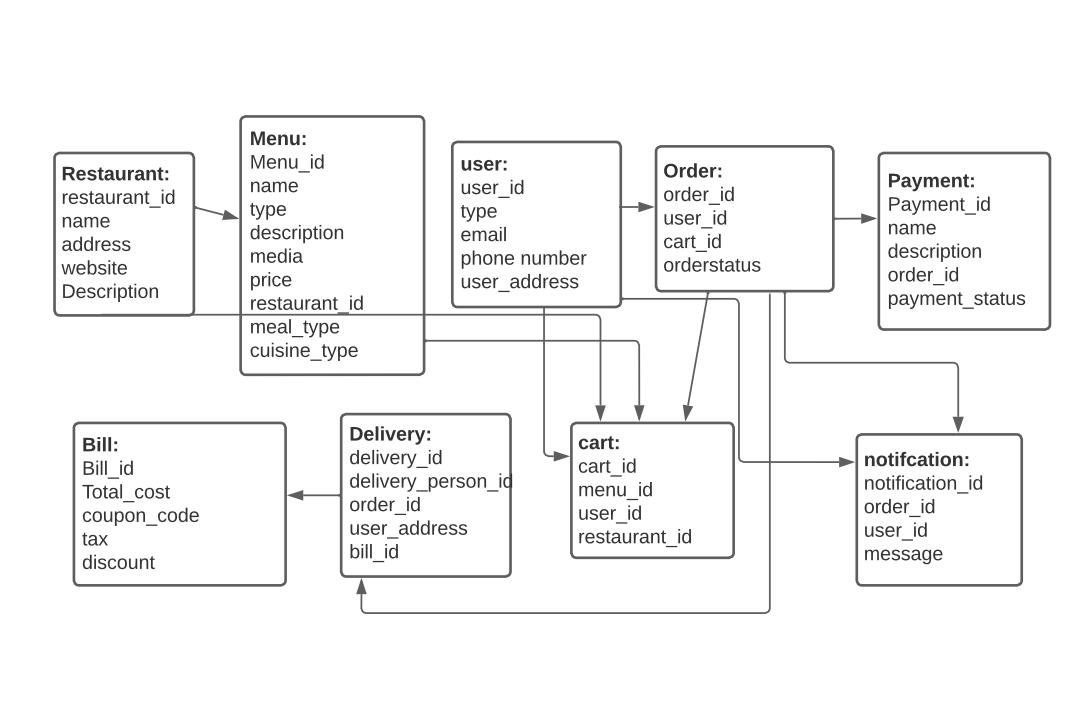 Restaurant:
restaurant_id
name
address
website
Description
Menu:
Menu_id
name
type
description
media
price
restaurant_id
meal_type
cuisine_type
user:
user_id
type
email
phone number
user_address
Order:
order_id
user_id
cart_id
orderstatus
Payment:
Payment_id
name
description
order_id
payment_status
Bill:
Bill_id
Total_cost
coupon_code
tax
discount
Delivery:
delivery_id
delivery_person_id
order_id
user_address
bill_id
cart:
cart_id
menu_id
user_id
restaurant_id
notifcation:
notification_id
order_id
user_id
message